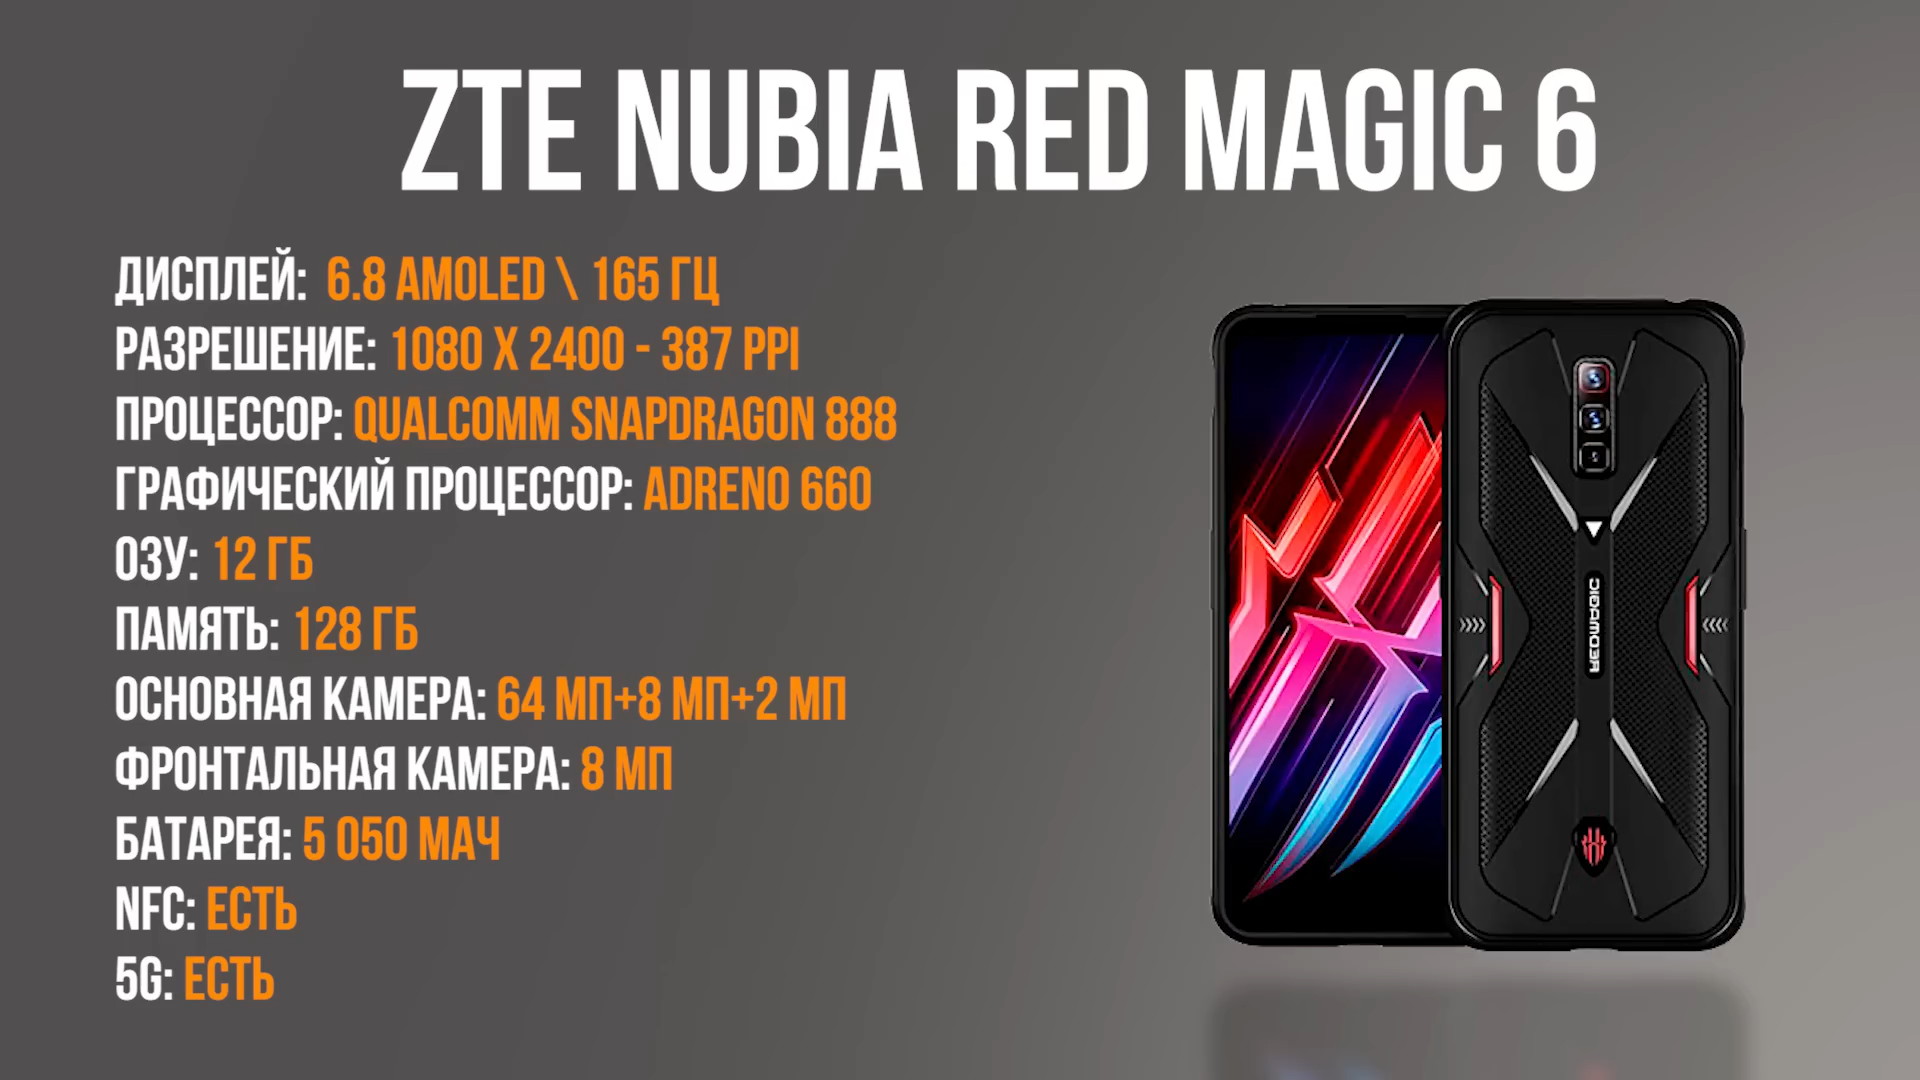 ZTE NUBIA RED MAGIC 6
ДИСПЛЕЙ: 6.8 AMOLED \ 165 ГЦ
РАЗРЕШЕНИЕ: 1080 X 2400 - 387 PPI
ПРОЦЕССОР: QUALCOMM SNAPDRAGON 888
ГРАФИЧЕСКИЙ ПРОЦЕССОР: ADRENO 660
ОЗУ: 12 ГБ
ПАМЯТЬ: 128 ГБ
ОСНОВНАЯ КАМЕРА: 64 МП+8 МП+2 МП
ФРОНТАЛЬНАЯ КАМЕРА: 8 МП
БАТАРЕЯ: 5 050 МАЧ
NFC: ЕСТЬ
5G: ЕСТЬ
REDMAGIC